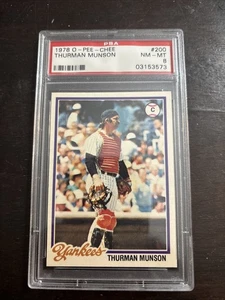 PSA
1978 O-PEE-CHEE #200
THURMAN MUNSON NM-MT
8
03153573
C
Yankees
THURMAN MUNSON